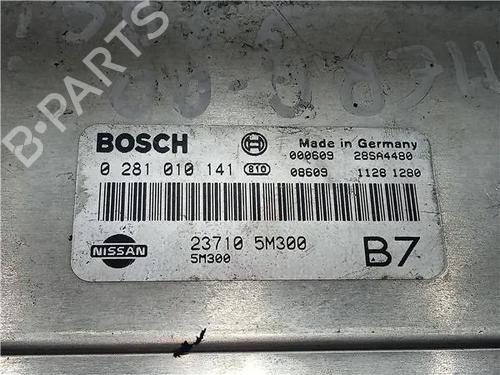 BOSCH
Made in Germany
000609 28SA4480
0 281 010 141 810 08609 1128 1280
NISSAN
23710 5M300
5M300
B7
B-PARTS